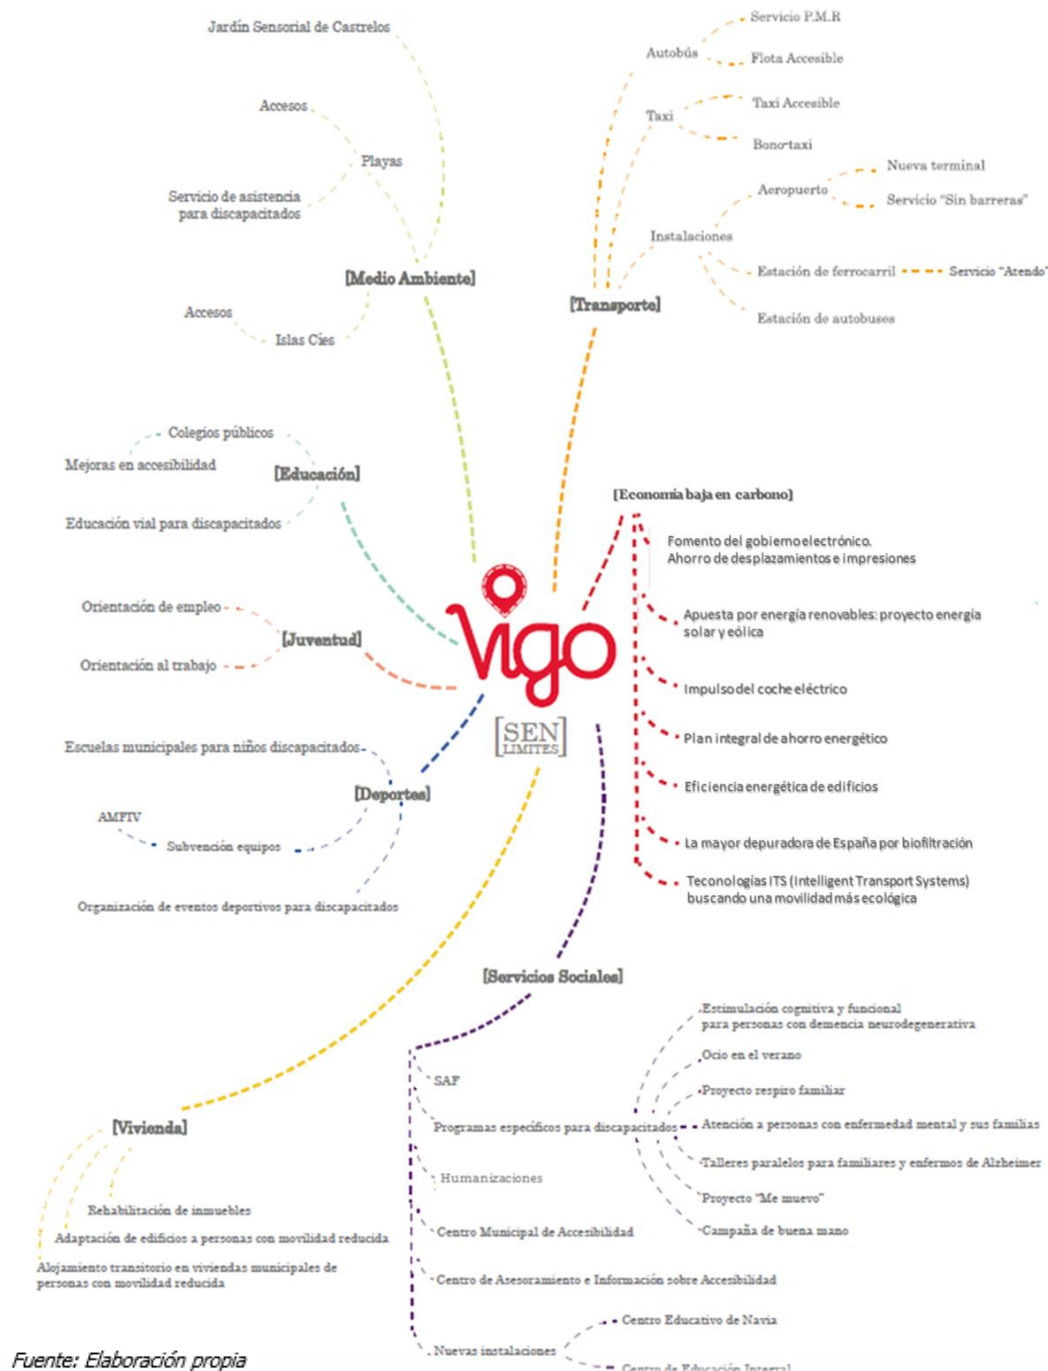 Jardín Sensorial de Castrelos
Accesos
Playas
Servicio de asistencia
para discapacitados
[Medio Ambiente]
Accesos
Islas Cíes
Servicio P.M.R
Autobús
Flota Accesible
Taxi
Taxi Accesible
Bono-taxi
Aeropuerto
Nueva terminal
Servicio "Sin barreras"
Instalaciones
Estación de ferrocarril
Servicio "Atendo"
Estación de autobuses
[Transporte]
Colegios públicos
Mejoras en accesibilidad
[Educación]
Educación vial para discapacitados
[Economía baja en carbono]
Fomento del gobierno electrónico.
Ahorro de desplazamientos e impresiones
Apuesta por energía renovables: proyecto energía
solar y eólica
Impulso del coche eléctrico
Plan integral de ahorro energético
Eficiencia energética de edificios
La mayor depuradora de España por biofiltración
Teconologías ITS (Intelligent Transport Systems)
buscando una movilidad más ecológica
Orientación de empleo
[Juventud]
Orientación al trabajo
Vigo
[SEN
LIMITES]
Escuelas municipales para niños discapacitados
[Deportes]
AMFIV
Subvención equipos
Organización de eventos deportivos para discapacitados
[Servicios Sociales]
SAF
Programas específicos para discapacitados
Humanizaciones
Centro Municipal de Accesibilidad
Centro de Asesoramiento e Información sobre Accesibilidad
Nuevas instalaciones
Centro Educativo de Navia
Centro de Educación Integral
Estimulación cognitiva y funcional
para personas con demencia neurodegenerativa
Ocio en el verano
Proyecto respiro familiar
Atención a personas con enfermedad mental y sus familias
Talleres paralelos para familiares y enfermos de Alzheimer
Proyecto "Me muevo"
Campaña de buena mano
[Vivienda]
Rehabilitación de inmuebles
Adaptación de edificios a personas con movilidad reducida
Alojamiento transitorio en viviendas municipales de
personas con movilidad reducida
Fuente: Elaboración propia